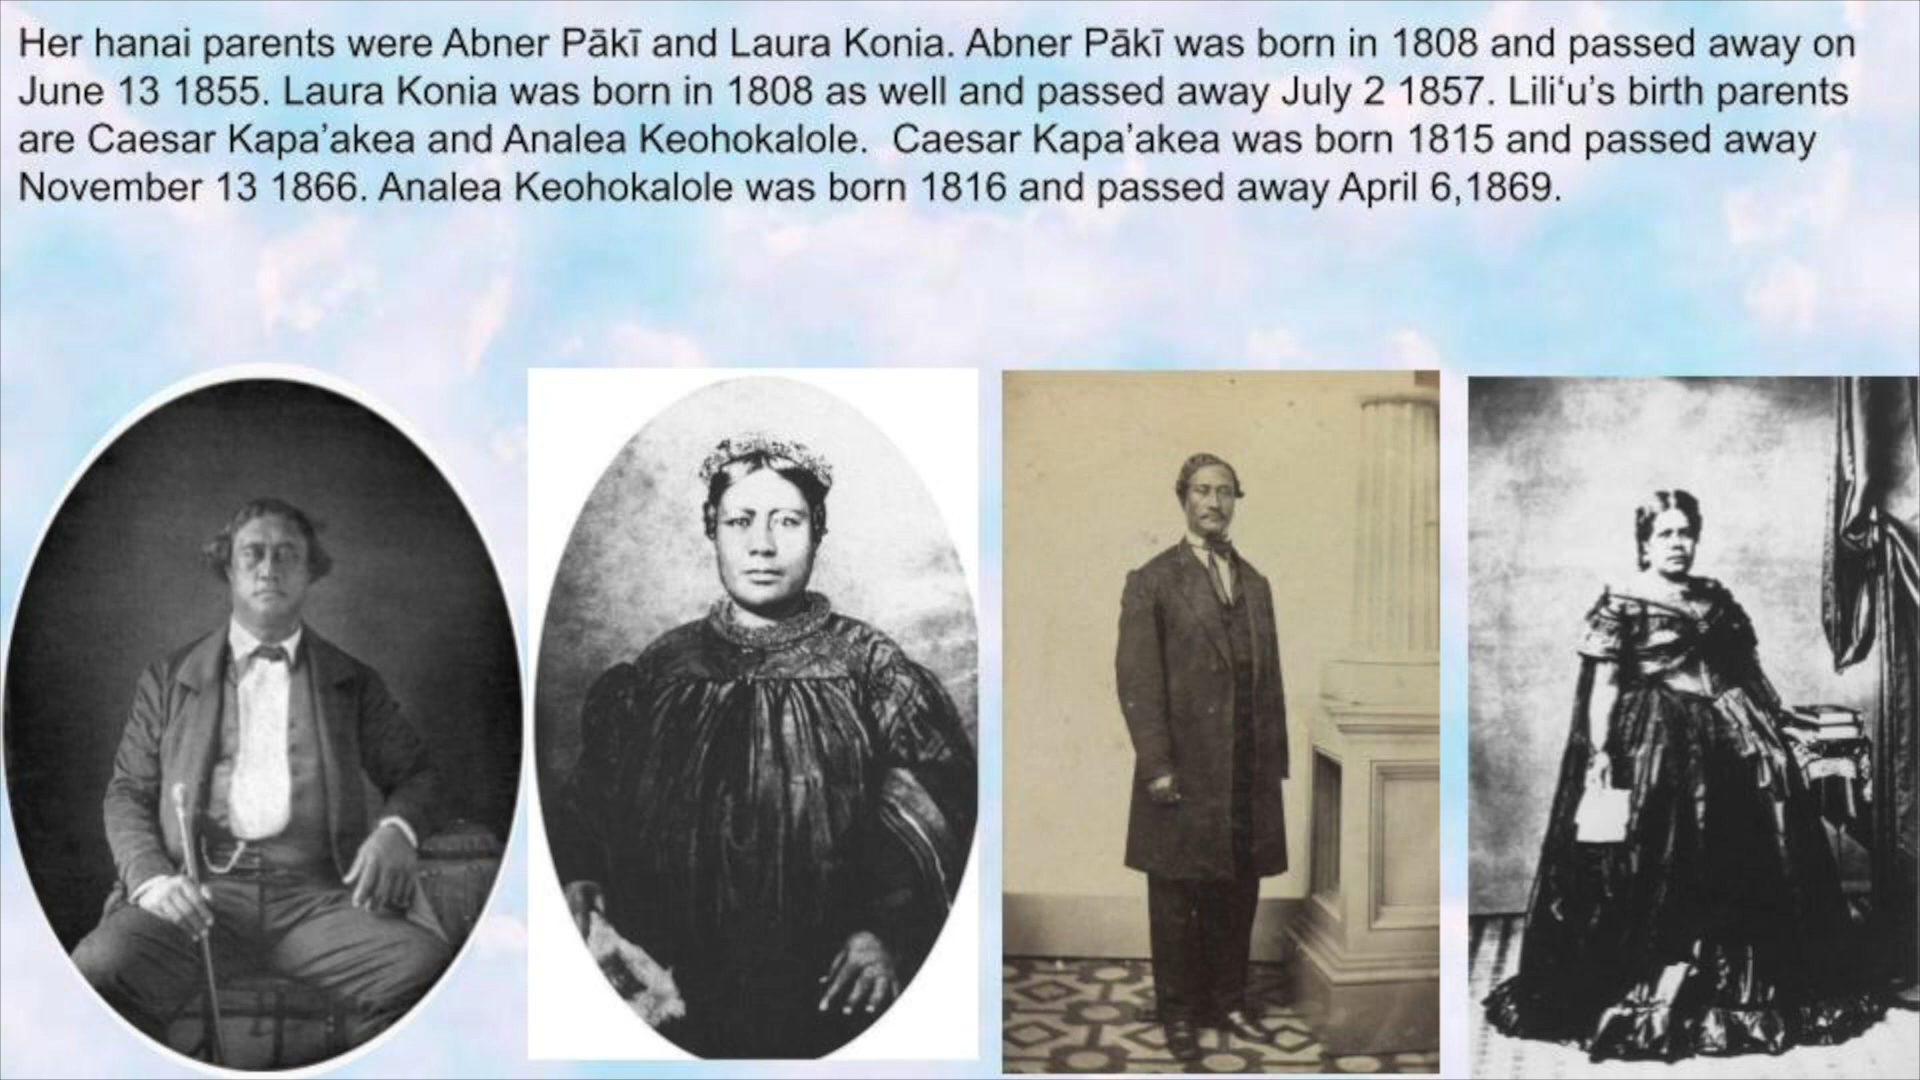 Her hanai parents were Abner Pākī and Laura Konia. Abner Pākī was born in 1808 and passed away on
June 13 1855. Laura Konia was born in 1808 as well and passed away July 2 1857. Lili‘u’s birth parents
are Caesar Kapa’akea and Analea Keohokalole.  Caesar Kapa’akea was born 1815 and passed away
November 13 1866. Analea Keohokalole was born 1816 and passed away April 6,1869.